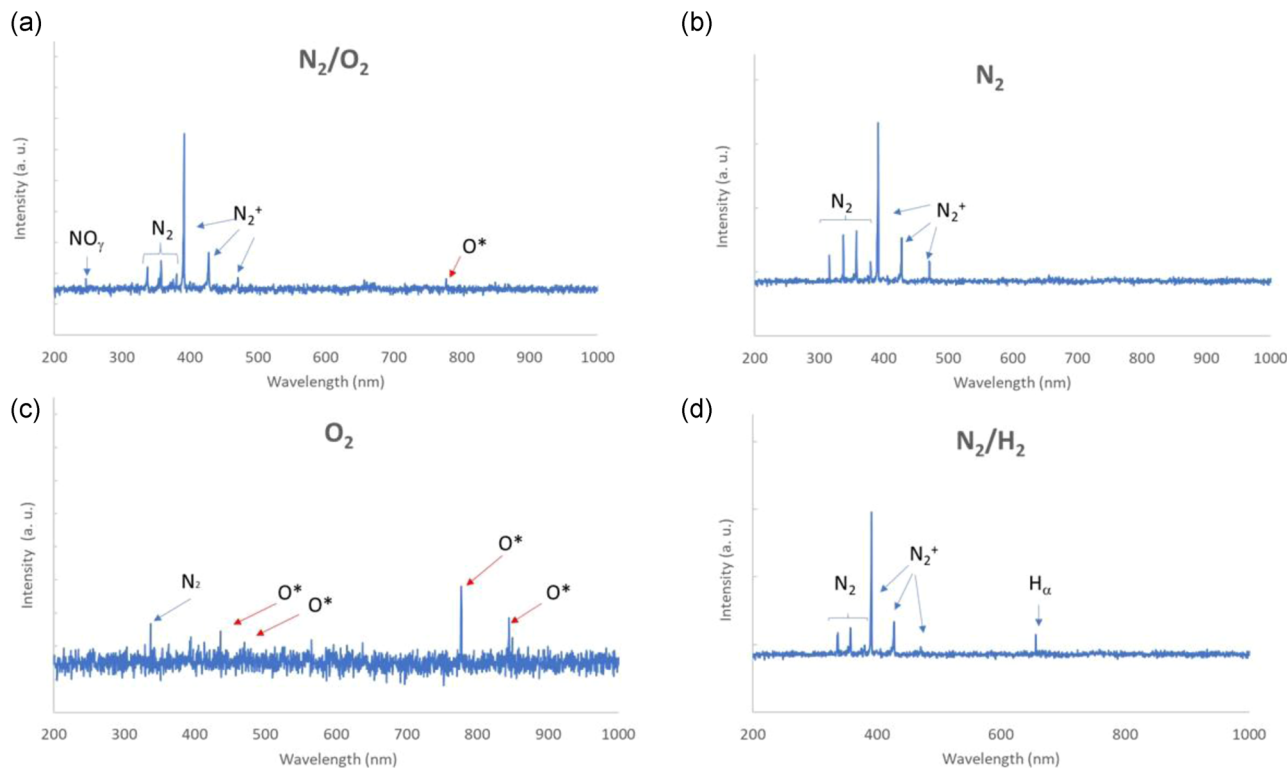 (a)
N₂/O₂
Intensity (a. u.)
NOᵧ
N₂
N₂⁺
O*
200 300 400 500 600 700 800 900 1000
Wavelength (nm)
(b)
N₂
Intensity (a. u.)
N₂
N₂⁺
200 300 400 500 600 700 800 900 1000
Wavelength (nm)
(c)
O₂
Intensity (a. u.)
N₂
O*
O*
O*
O*
200 300 400 500 600 700 800 900 1000
Wavelength (nm)
(d)
N₂/H₂
Intensity (a. u.)
N₂
N₂⁺
Hα
200 400 600 800 1000
Wavelength (nm)